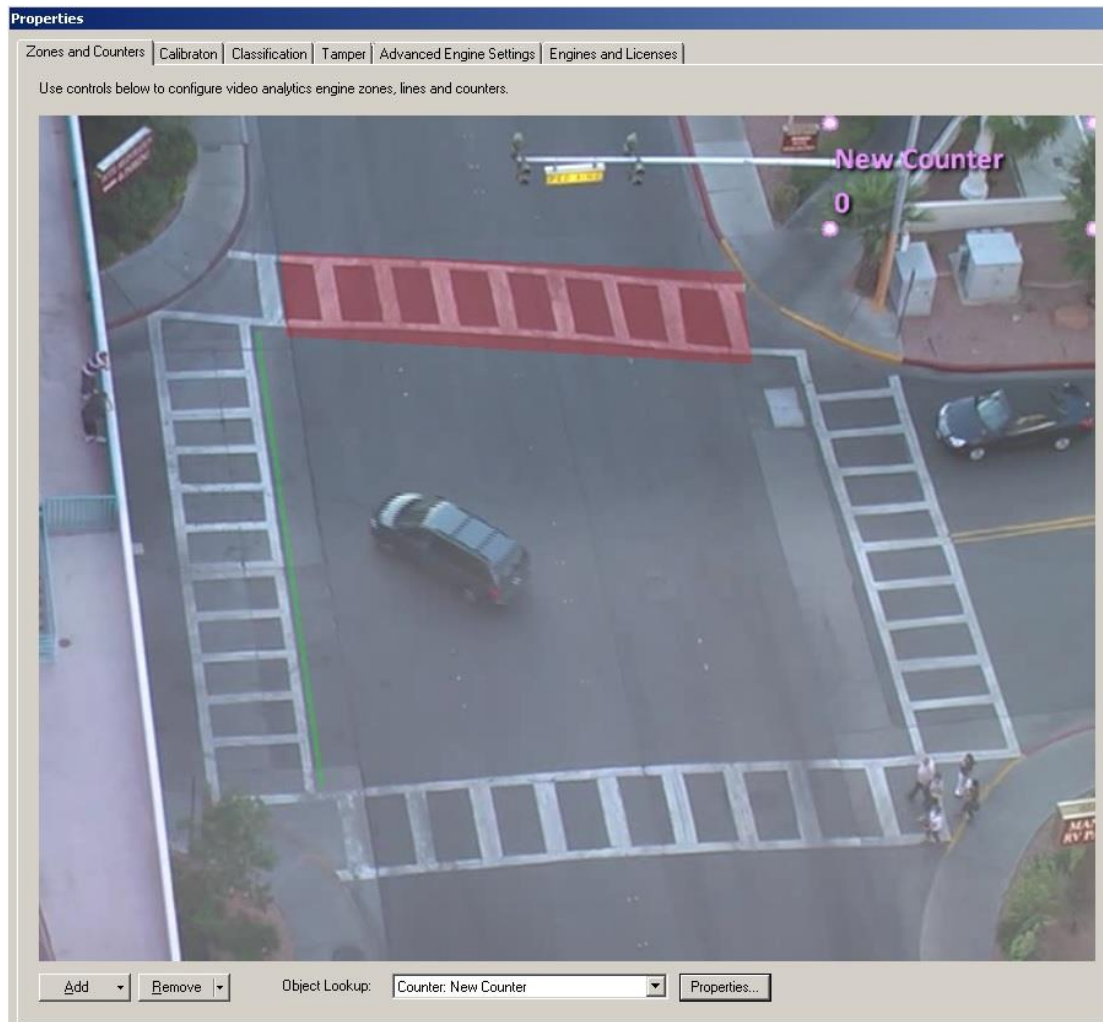 Properties
Zones and Counters Calibraton Classification Tamper Advanced Engine Settings Engines and Licenses
Use controls below to configure video analytics engine zones, lines and counters.
New Counter
0
Add Remove Object Lookup: Counter: New Counter Properties...